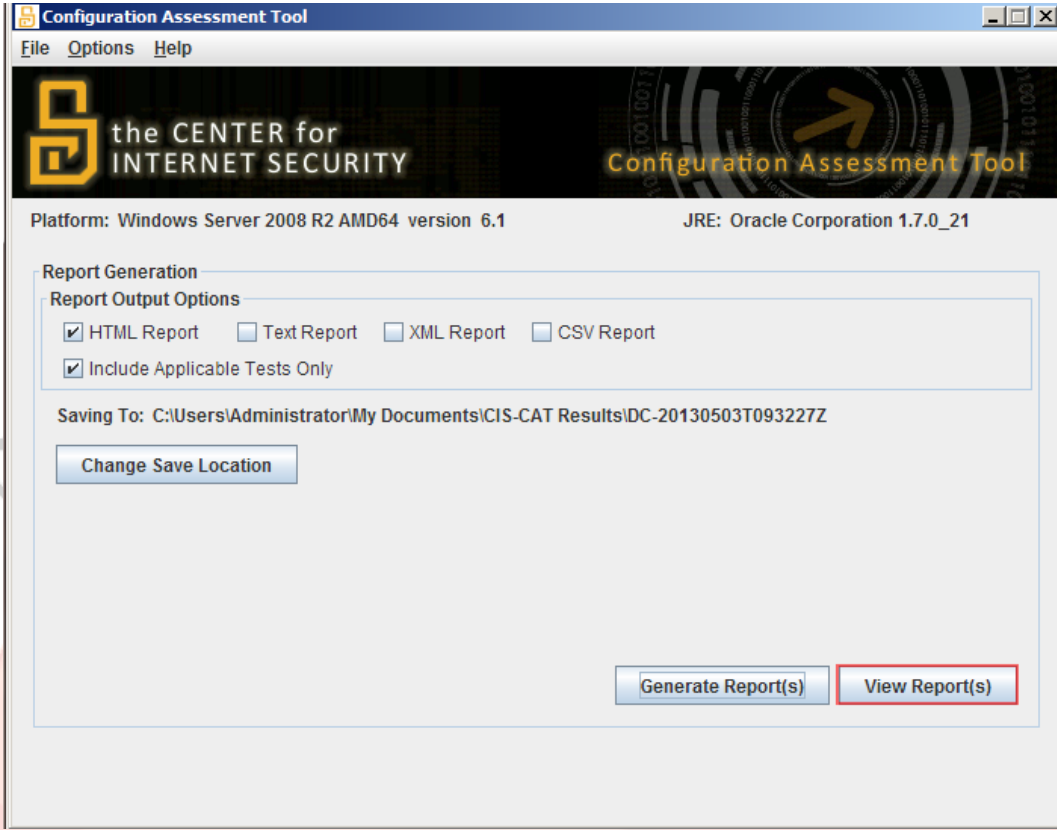 Configuration Assessment Tool
File Options Help
the CENTER for
INTERNET SECURITY
Configuration Assessment Tool
Platform: Windows Server 2008 R2 AMD64 version 6.1 JRE: Oracle Corporation 1.7.0_21
Report Generation
Report Output Options
HTML Report Text Report XML Report CSV Report
Include Applicable Tests Only
Saving To: C:\Users\Administrator\My Documents\CIS-CAT Results\DC-20130503T093227Z
Change Save Location
Generate Report(s) View Report(s)